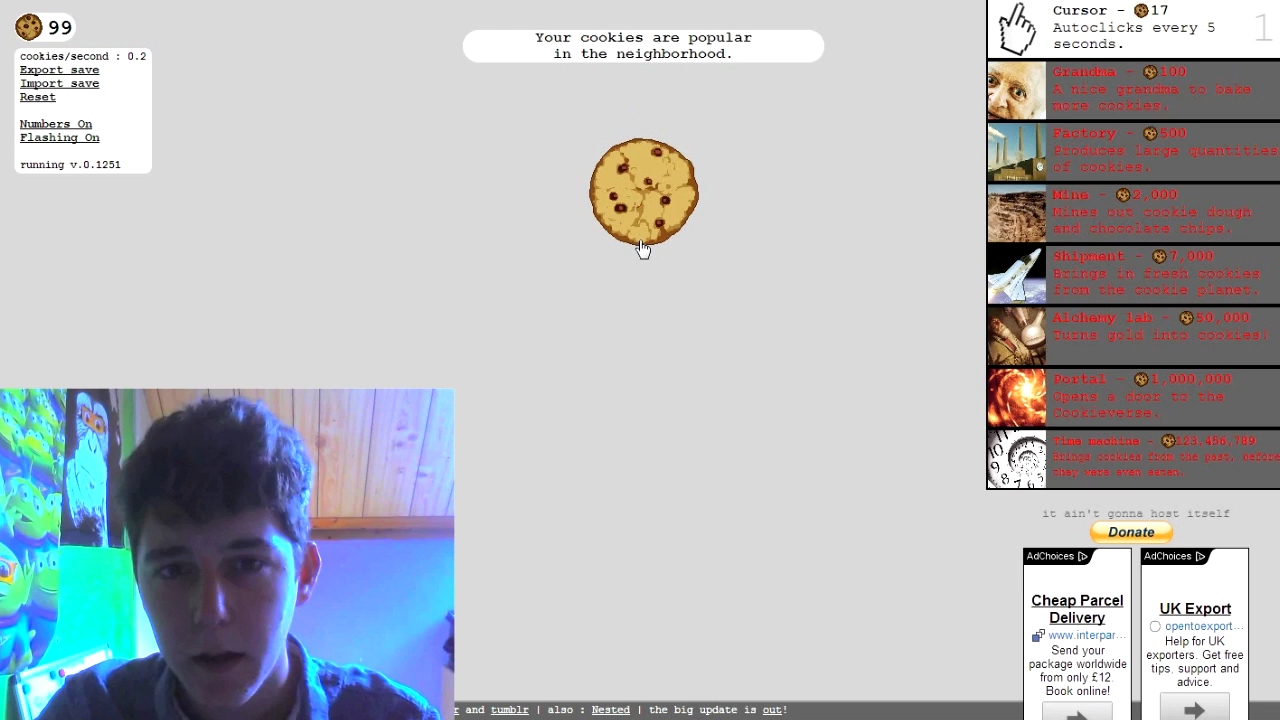 99
cookies/second : 0.2
Export save
Import save
Reset
Numbers On
Flashing On
running v.0.1251
Your cookies are popular
in the neighborhood.
Cursor - 17
Autoclicks every 5
seconds.
1
Grandma - 100
A nice grandma to bake
more cookies.
Factory - 500
Produces large quantities
of cookies.
Mine - 2,000
Mines out cookie dough
and chocolate chips.
Shipment - 7,000
Brings in fresh cookies
from the cookie planet.
Alchemy lab - 50,000
Turns gold into cookies!
Portal - 1,000,000
Opens a door to the
Cookieverse.
Time machine - 123,456,789
Brings cookies from the past, before
they were even eaten.
it ain't gonna host itself
Donate
AdChoices
Cheap Parcel
Delivery
www.interpar...
Send your
package worldwide
from only £12.
Book online!
AdChoices
UK Export
opentoexport...
Help for UK
exporters. Get free
tips, support and
advice.
and tumblr | also : Nested | the big update is out!